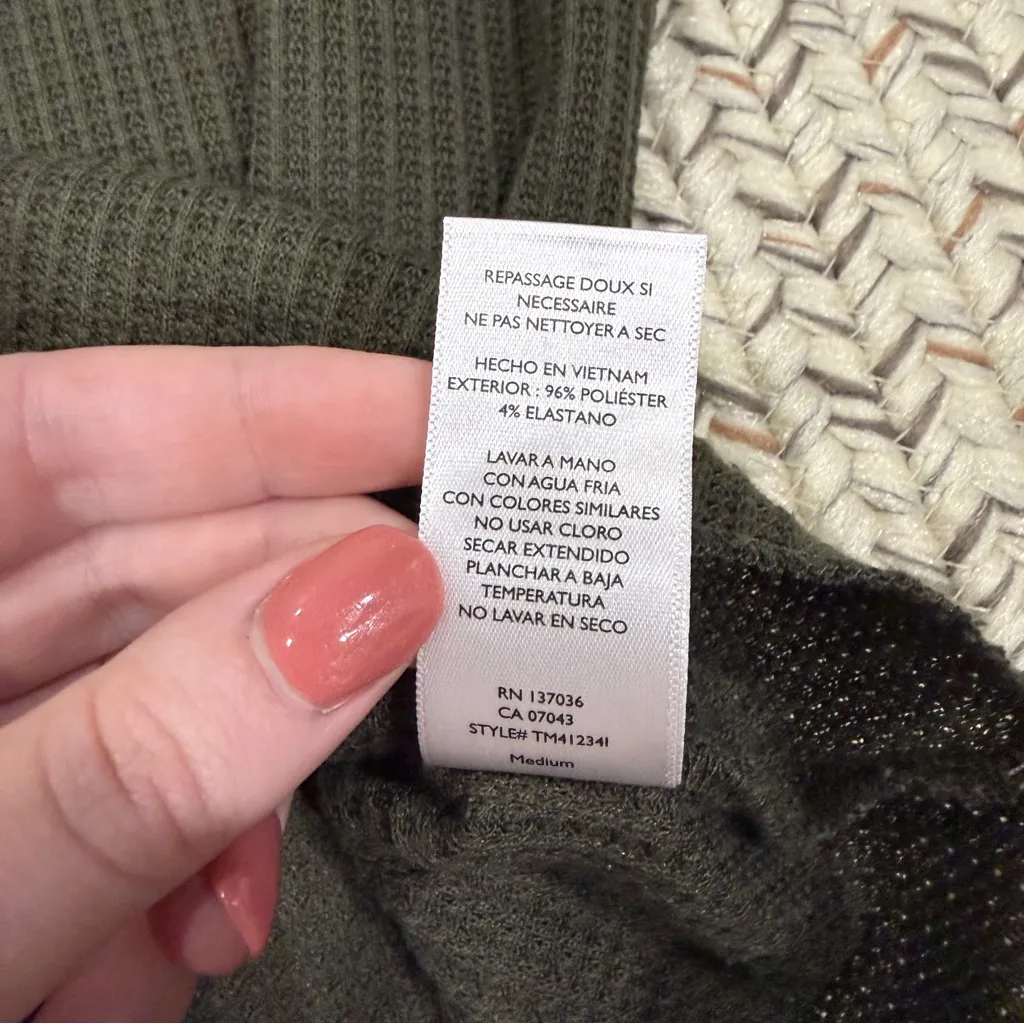 REPASSAGE DOUX SI
NECESSAIRE
NE PAS NETTOYER A SEC
HECHO EN VIETNAM
EXTERIOR : 96% POLIÉSTER
4% ELASTANO
LAVAR A MANO
CON AGUA FRIA
CON COLORES SIMILARES
NO USAR CLORO
SECAR EXTENDIDO
PLANCHAR A BAJA
TEMPERATURA
NO LAVAR EN SECO
RN 137036
CA 07043
STYLE# TM41234I
Medium